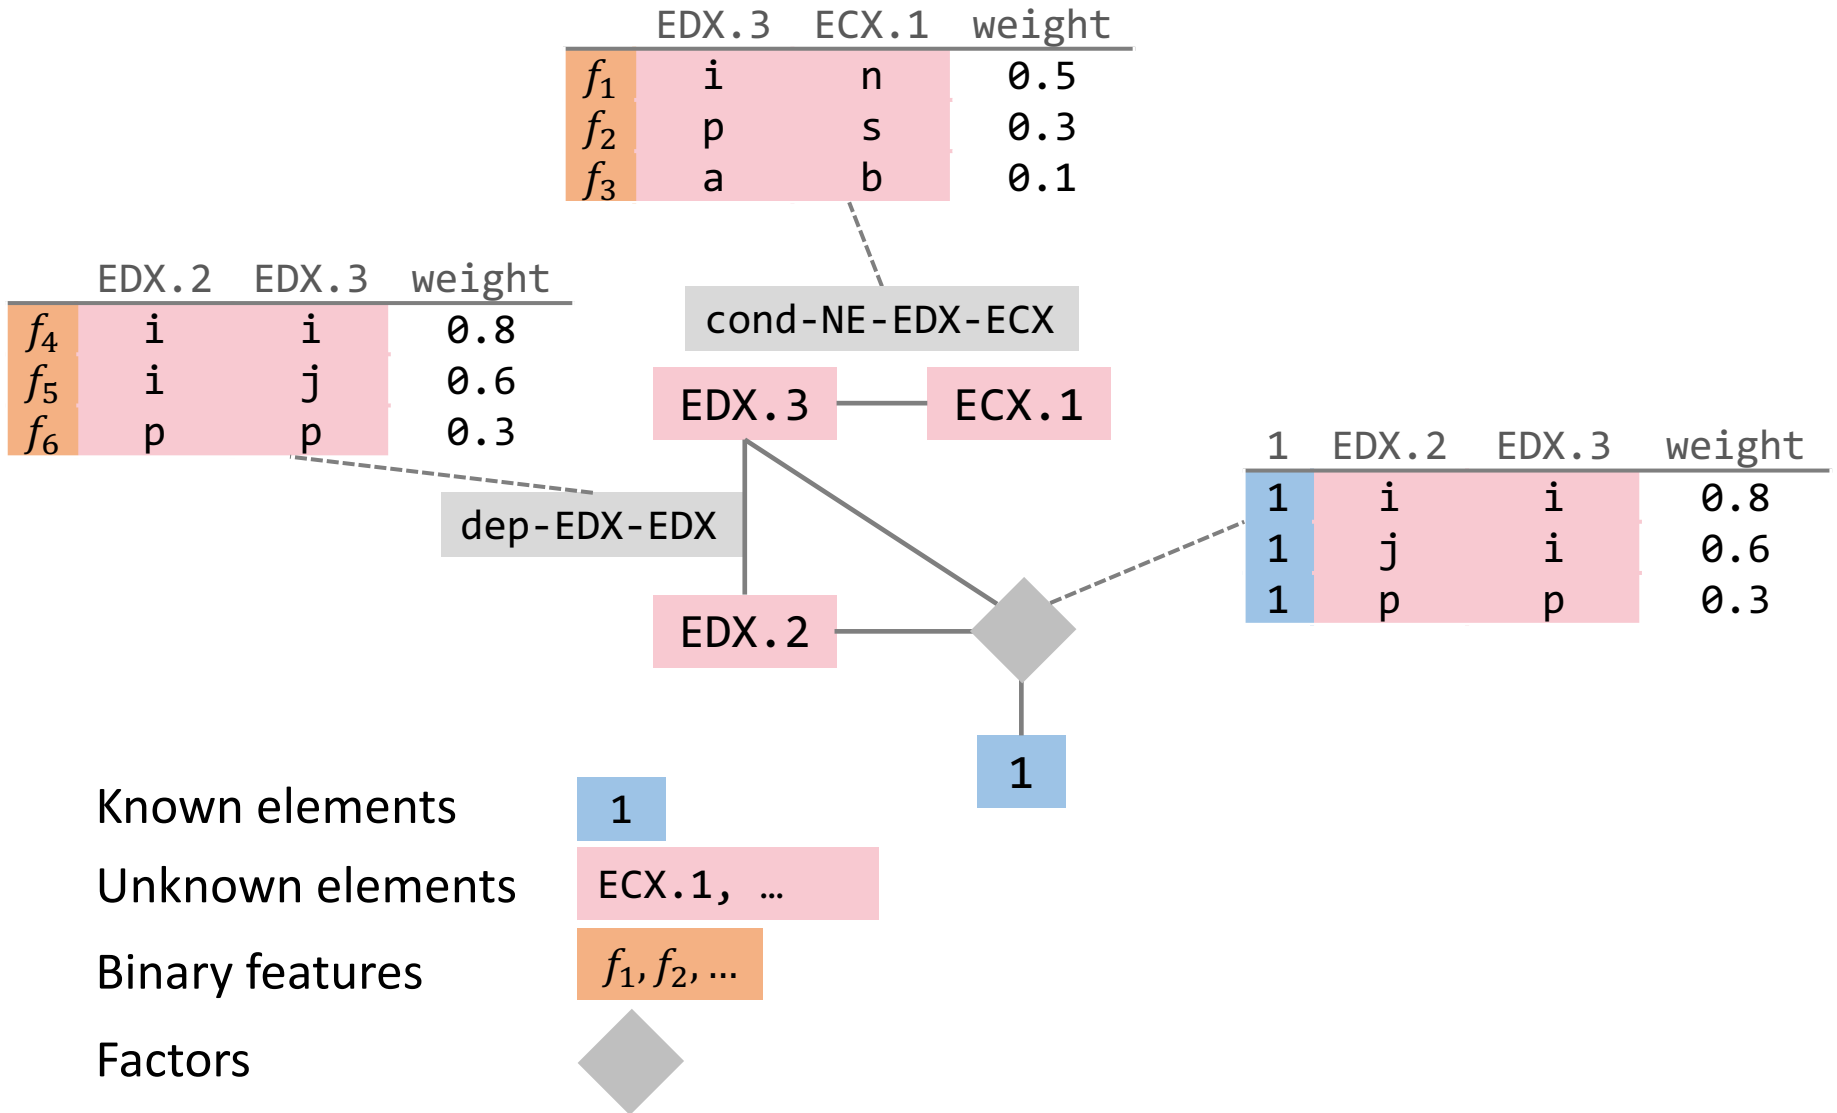 EDX.3 ECX.1 weight
f1 i n 0.5
f2 p s 0.3
f3 a b 0.1
EDX.2 EDX.3 weight
f4 i i 0.8
f5 i j 0.6
f6 p p 0.3
cond-NE-EDX-ECX
EDX.3 ECX.1
1 EDX.2 EDX.3 weight
1 i i 0.8
1 j i 0.6
1 p p 0.3
dep-EDX-EDX
EDX.2
1
Known elements 1
Unknown elements ECX.1, …
Binary features f1, f2, …
Factors